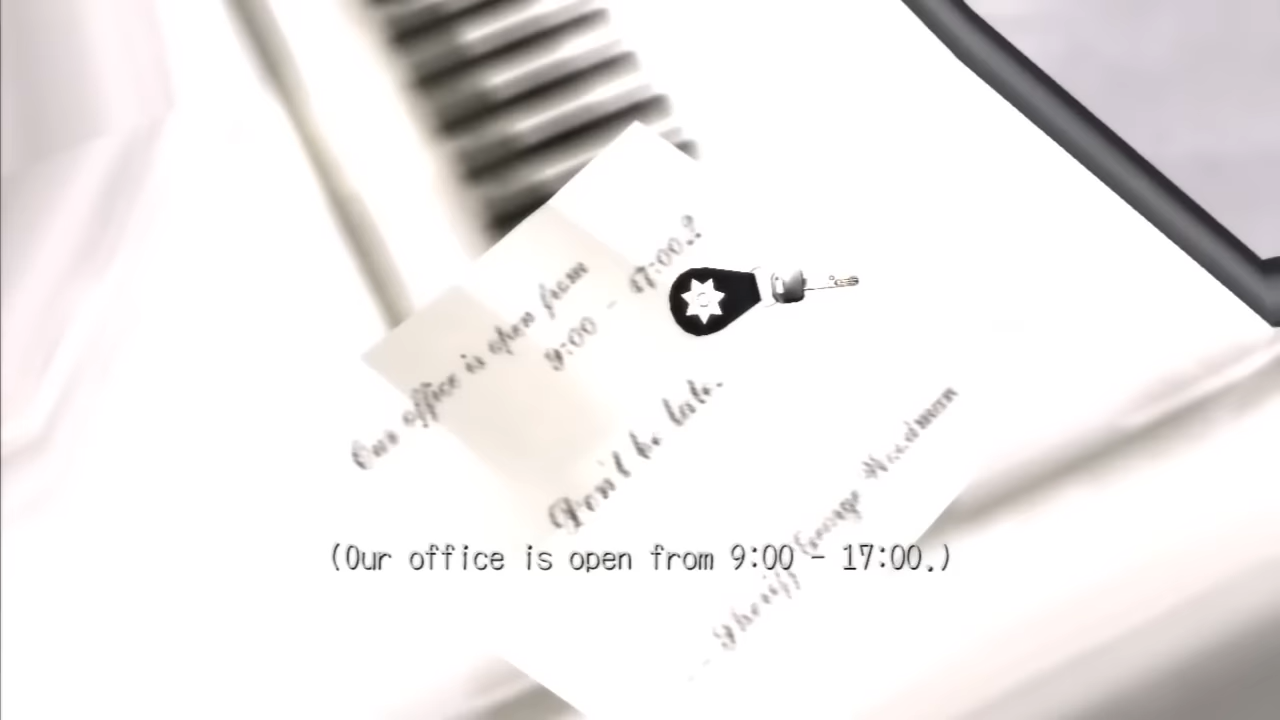 Our office is open from
9:00 - 17:00.
Don't be late.
- Sheriff George Woodman
(Our office is open from 9:00 – 17:00.)